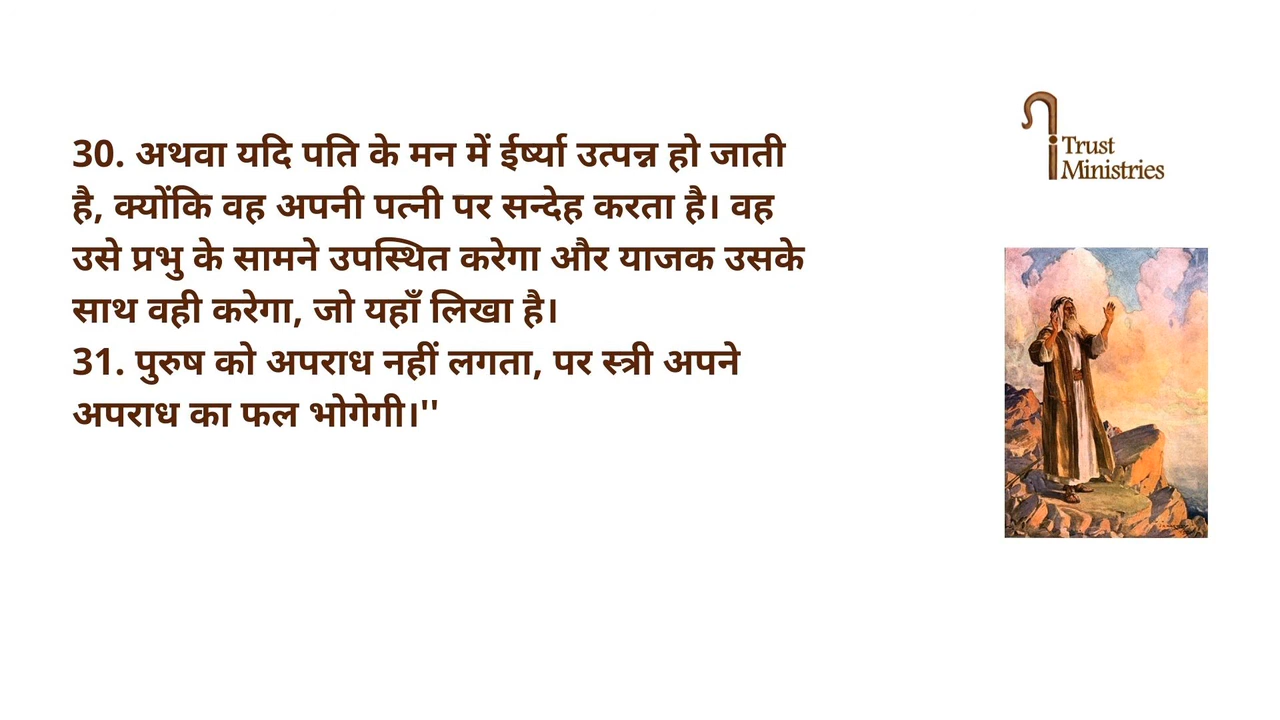 30. अथवा यदि पति के मन में ईर्ष्या उत्पन्न हो जाती
है, क्योंकि वह अपनी पत्नी पर सन्देह करता है। वह
उसे प्रभु के सामने उपस्थित करेगा और याजक उसके
साथ वही करेगा, जो यहाँ लिखा है।
31. पुरुष को अपराध नहीं लगता, पर स्त्री अपने
अपराध का फल भोगेगी।''
Trust
Ministries